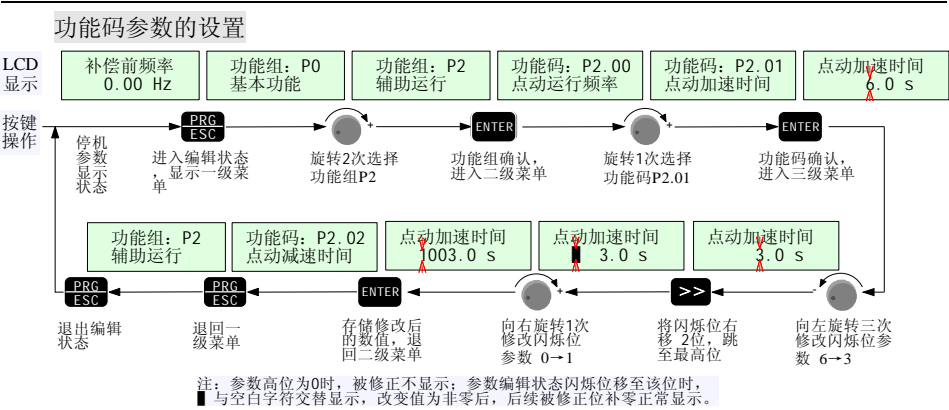 功能码参数的设置
LCD
显示
补偿前频率
0.00 Hz
功能组: P0
基本功能
功能组: P2
辅助运行
功能码: P2.00
点动运行频率
功能码: P2.01
点动加速时间
点动加速时间
6.0 s
按键
操作
停机
参数
显示
状态
PRG
ESC
进入编辑状态
，显示一级菜
单
+
旋转2次选择
功能组P2
ENTER
功能组确认，
进入二级菜单
+
旋转1次选择
功能码P2.01
ENTER
功能码确认，
进入三级菜单
功能组: P2
辅助运行
功能码: P2.02
点动减速时间
点动加速时间
1003.0 s
点动加速时间
3.0 s
点动加速时间
3.0 s
PRG
ESC
退出编辑
状态
PRG
ESC
退回一
级菜单
ENTER
存储修改后
的数值，退
回二级菜单
+
向右旋转1次
修改闪烁位
参数 0→1
>>
将闪烁位右
移 2位，跳
至最高位
-
向左旋转三次
修改闪烁位参
数 6→3
注: 参数高位为0时，被修正不显示; 参数编辑状态闪烁位移至该位时，
█ 与空白字符交替显示，改变值为非零后，后续被修正位补零正常显示。